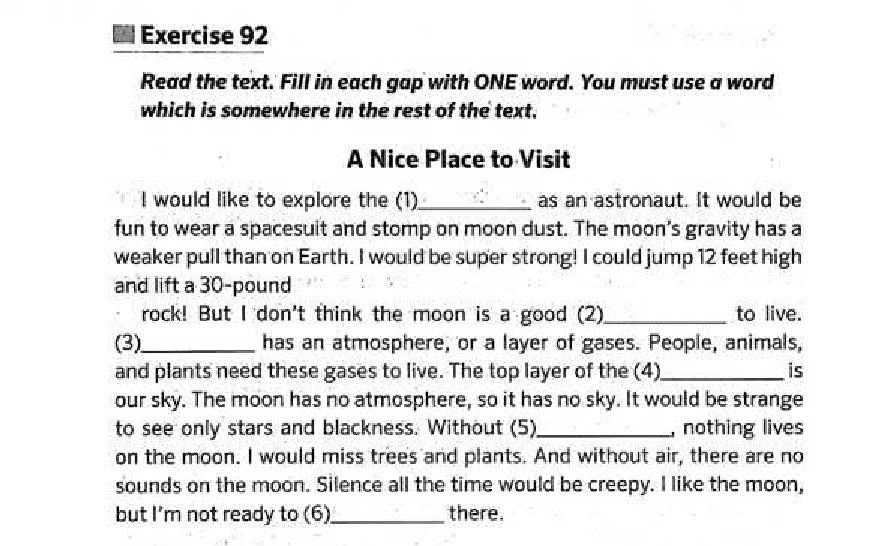 Exercise 92
Read the text. Fill in each gap with ONE word. You must use a word
which is somewhere in the rest of the text.
A Nice Place to Visit
I would like to explore the (1)__________ as an astronaut. It would be
fun to wear a spacesuit and stomp on moon dust. The moon's gravity has a
weaker pull than on Earth. I would be super strong! I could jump 12 feet high
and lift a 30-pound
rock! But I don't think the moon is a good (2)___________ to live.
(3)__________ has an atmosphere, or a layer of gases. People, animals,
and plants need these gases to live. The top layer of the (4)___________ is
our sky. The moon has no atmosphere, so it has no sky. It would be strange
to see only stars and blackness. Without (5)____________, nothing lives
on the moon. I would miss trees and plants. And without air, there are no
sounds on the moon. Silence all the time would be creepy. I like the moon,
but I'm not ready to (6)__________ there.